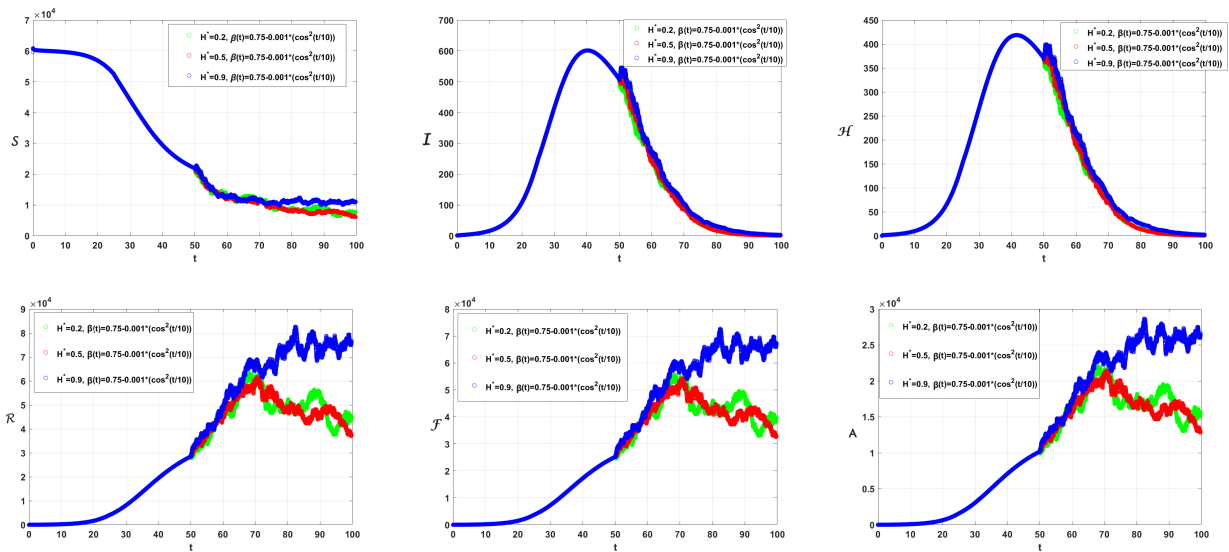 ×10⁴
7
6
5
4
3
2
1
0
S
0 10 20 30 40 50 60 70 80 90 100
t
H*=0.2, β(t)=0.75-0.001*(cos²(t/10))
H*=0.5, β(t)=0.75-0.001*(cos²(t/10))
H*=0.9, β(t)=0.75-0.001*(cos²(t/10))
700
600
500
400
300
200
100
0
I
0 10 20 30 40 50 60 70 80 90 100
t
H*=0.2, β(t)=0.75-0.001*(cos²(t/10))
H*=0.5, β(t)=0.75-0.001*(cos²(t/10))
H*=0.9, β(t)=0.75-0.001*(cos²(t/10))
450
400
350
300
250
200
150
100
50
0
H
0 10 20 30 40 50 60 70 80 90 100
t
H*=0.2, β(t)=0.75-0.001*(cos²(t/10))
H*=0.5, β(t)=0.75-0.001*(cos²(t/10))
H*=0.9, β(t)=0.75-0.001*(cos²(t/10))
×10⁴
9
8
7
6
5
4
3
2
1
0
R
0 10 20 30 40 50 60 70 80 90 100
t
H*=0.2, β(t)=0.75-0.001*(cos²(t/10))
H*=0.5, β(t)=0.75-0.001*(cos²(t/10))
H*=0.9, β(t)=0.75-0.001*(cos²(t/10))
×10⁴
8
7
6
5
4
3
2
1
0
F
0 10 20 30 40 50 60 70 80 90 100
t
H*=0.2, β(t)=0.75-0.001*(cos²(t/10))
H*=0.5, β(t)=0.75-0.001*(cos²(t/10))
H*=0.9, β(t)=0.75-0.001*(cos²(t/10))
×10⁴
3
2.5
2
1.5
1
0.5
0
A
0 10 20 30 40 50 60 70 80 90 100
t
H*=0.2, β(t)=0.75-0.001*(cos²(t/10))
H*=0.5, β(t)=0.75-0.001*(cos²(t/10))
H*=0.9, β(t)=0.75-0.001*(cos²(t/10))